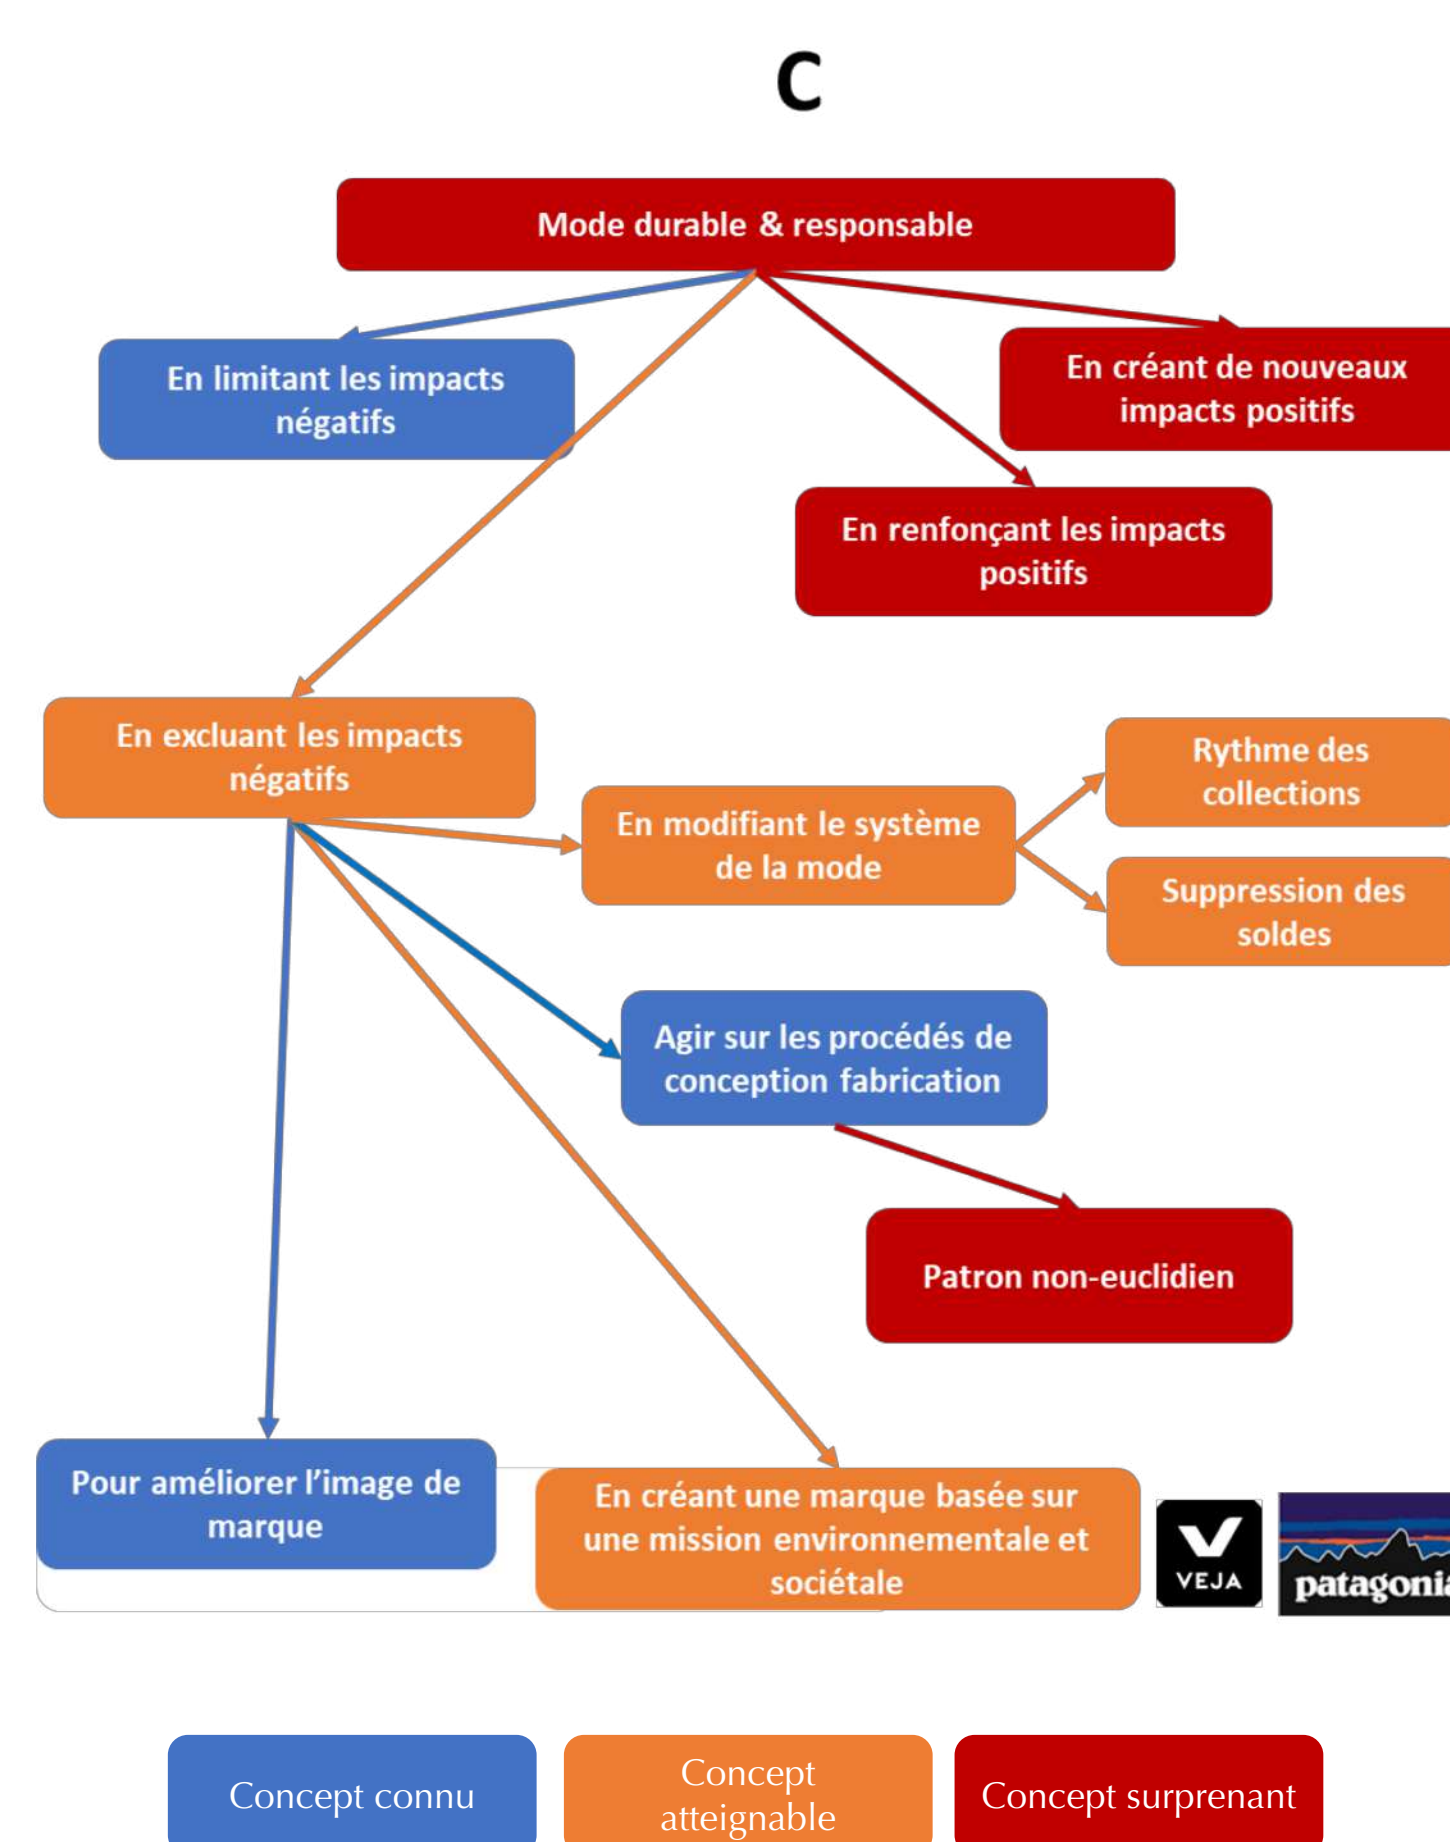 C
Mode durable & responsable
En limitant les impacts
négatifs
En créant de nouveaux
impacts positifs
En renfonçant les impacts
positifs
En excluant les impacts
négatifs
En modifiant le système
de la mode
Rythme des
collections
Suppression des
soldes
Agir sur les procédés de
conception fabrication
Patron non-euclidien
Pour améliorer l’image de
marque
En créant une marque basée sur
une mission environnementale et
sociétale
VEJA
patagonia
Concept connu
Concept
atteignable
Concept surprenant